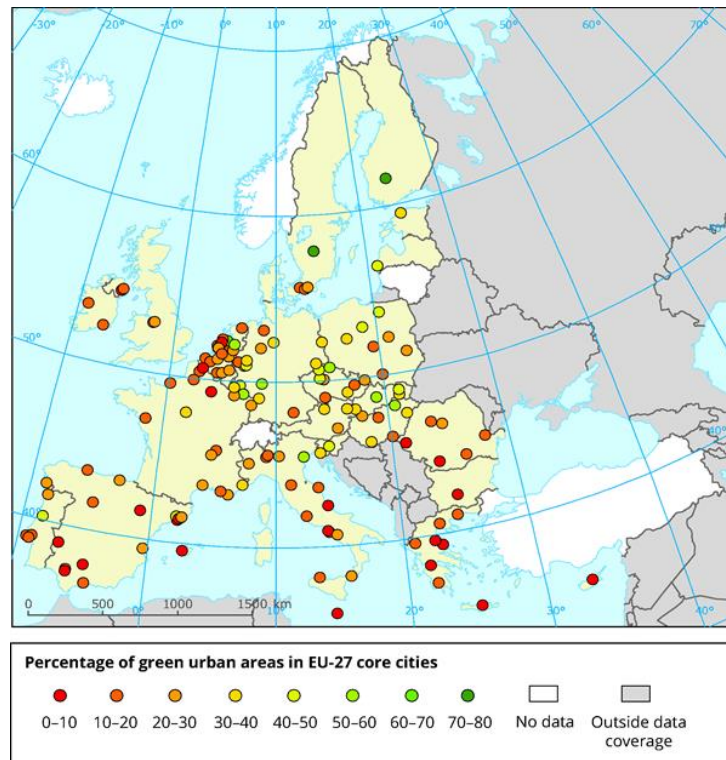 -30° -20° -10° 0° 10° 20° 30° 40° 50° 60° 70°
60°
50°
50°
40°
40°
0 500 1000 1500 km
0° 10° 20° 30° 40°
Percentage of green urban areas in EU-27 core cities
0–10 10–20 20–30 30–40 40–50 50–60 60–70 70–80 No data Outside data
coverage